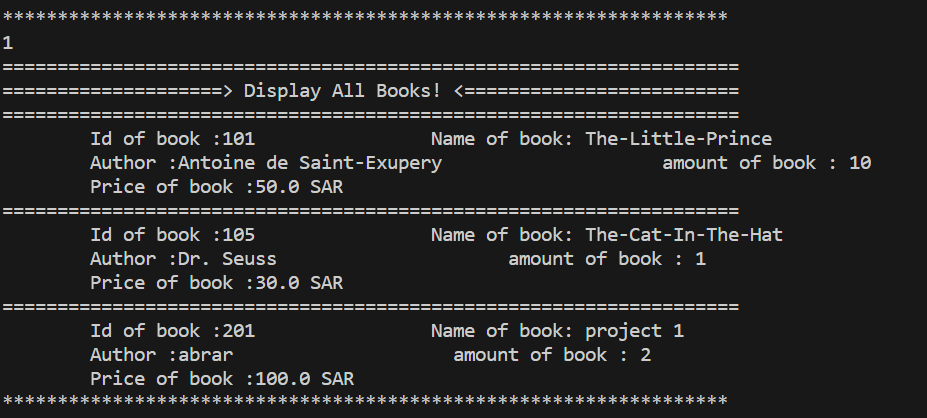 ******************************************************************
1
===================================================================
====================> Display All Books! <=========================
===================================================================
        Id of book :101                Name of book: The-Little-Prince
        Author :Antoine de Saint-Exupery                    amount of book : 10
        Price of book :50.0 SAR
===================================================================
        Id of book :105                Name of book: The-Cat-In-The-Hat
        Author :Dr. Seuss                     amount of book : 1
        Price of book :30.0 SAR
===================================================================
        Id of book :201                Name of book: project 1
        Author :abrar                    amount of book : 2
        Price of book :100.0 SAR
******************************************************************